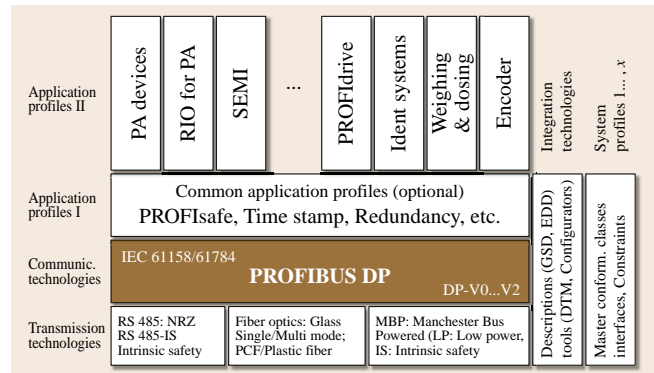 Application
profiles II
PA devices
RIO for PA
SEMI
...
PROFIdrive
Ident systems
Weighing
& dosing
Encoder
Integration
technologies
System
profiles 1... , x
Application
profiles I
Common application profiles (optional)
PROFIsafe, Time stamp, Redundancy, etc.
Communic.
technologies
IEC 61158/61784
PROFIBUS DP
DP-V0...V2
Transmission
technologies
RS 485: NRZ
RS 485-IS
Intrinsic safety
Fiber optics: Glass
Single/Multi mode;
PCF/Plastic fiber
MBP: Manchester Bus
Powered (LP: Low power,
IS: Intrinsic safety
Descriptions (GSD, EDD)
tools (DTM, Configurators)
Master conform. classes
interfaces, Constraints